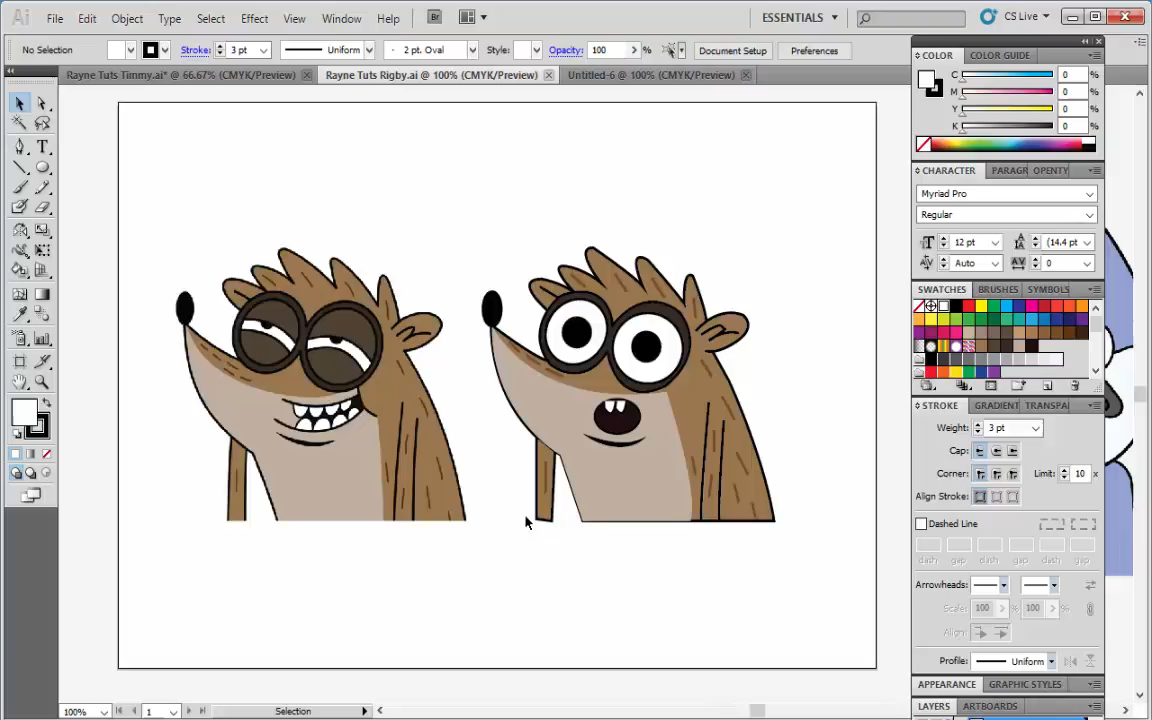 Ai File Edit Object Type Select Effect View Window Help Br ESSENTIALS CS Live
No Selection Stroke: 3 pt Uniform 2 pt. Oval Style: Opacity: 100 % Document Setup Preferences
Rayne Tuts Timmy.ai* @ 66.67% (CMYK/Preview) Rayne Tuts Rigby.ai @ 100% (CMYK/Preview) Untitled-6 @ 100% (CMYK/Preview)
COLOR COLOR GUIDE
C 0 %
M 0 %
Y 0 %
K 0 %
CHARACTER PARAGR OPENTY
Myriad Pro
Regular
12 pt (14.4 pt
Auto 0
SWATCHES BRUSHES SYMBOLS
STROKE GRADIENT TRANSPA
Weight: 3 pt
Cap:
Corner: Limit: 10 x
Align Stroke:
Dashed Line
dash gap dash gap dash gap
Arrowheads:
Scale: 100 % 100 %
Align:
Profile: Uniform
APPEARANCE GRAPHIC STYLES
LAYERS ARTBOARDS
100% 1 Selection